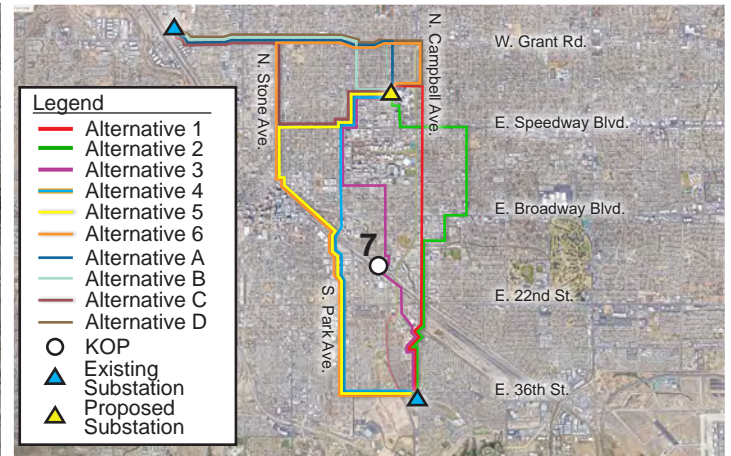 W. Grant Rd.
N. Campbell Ave.
N. Stone Ave.
E. Speedway Blvd.
E. Broadway Blvd.
7
E. 22nd St.
S. Park Ave.
E. 36th St.
Legend
Alternative 1
Alternative 2
Alternative 3
Alternative 4
Alternative 5
Alternative 6
Alternative A
Alternative B
Alternative C
Alternative D
KOP
Existing
Substation
Proposed
Substation